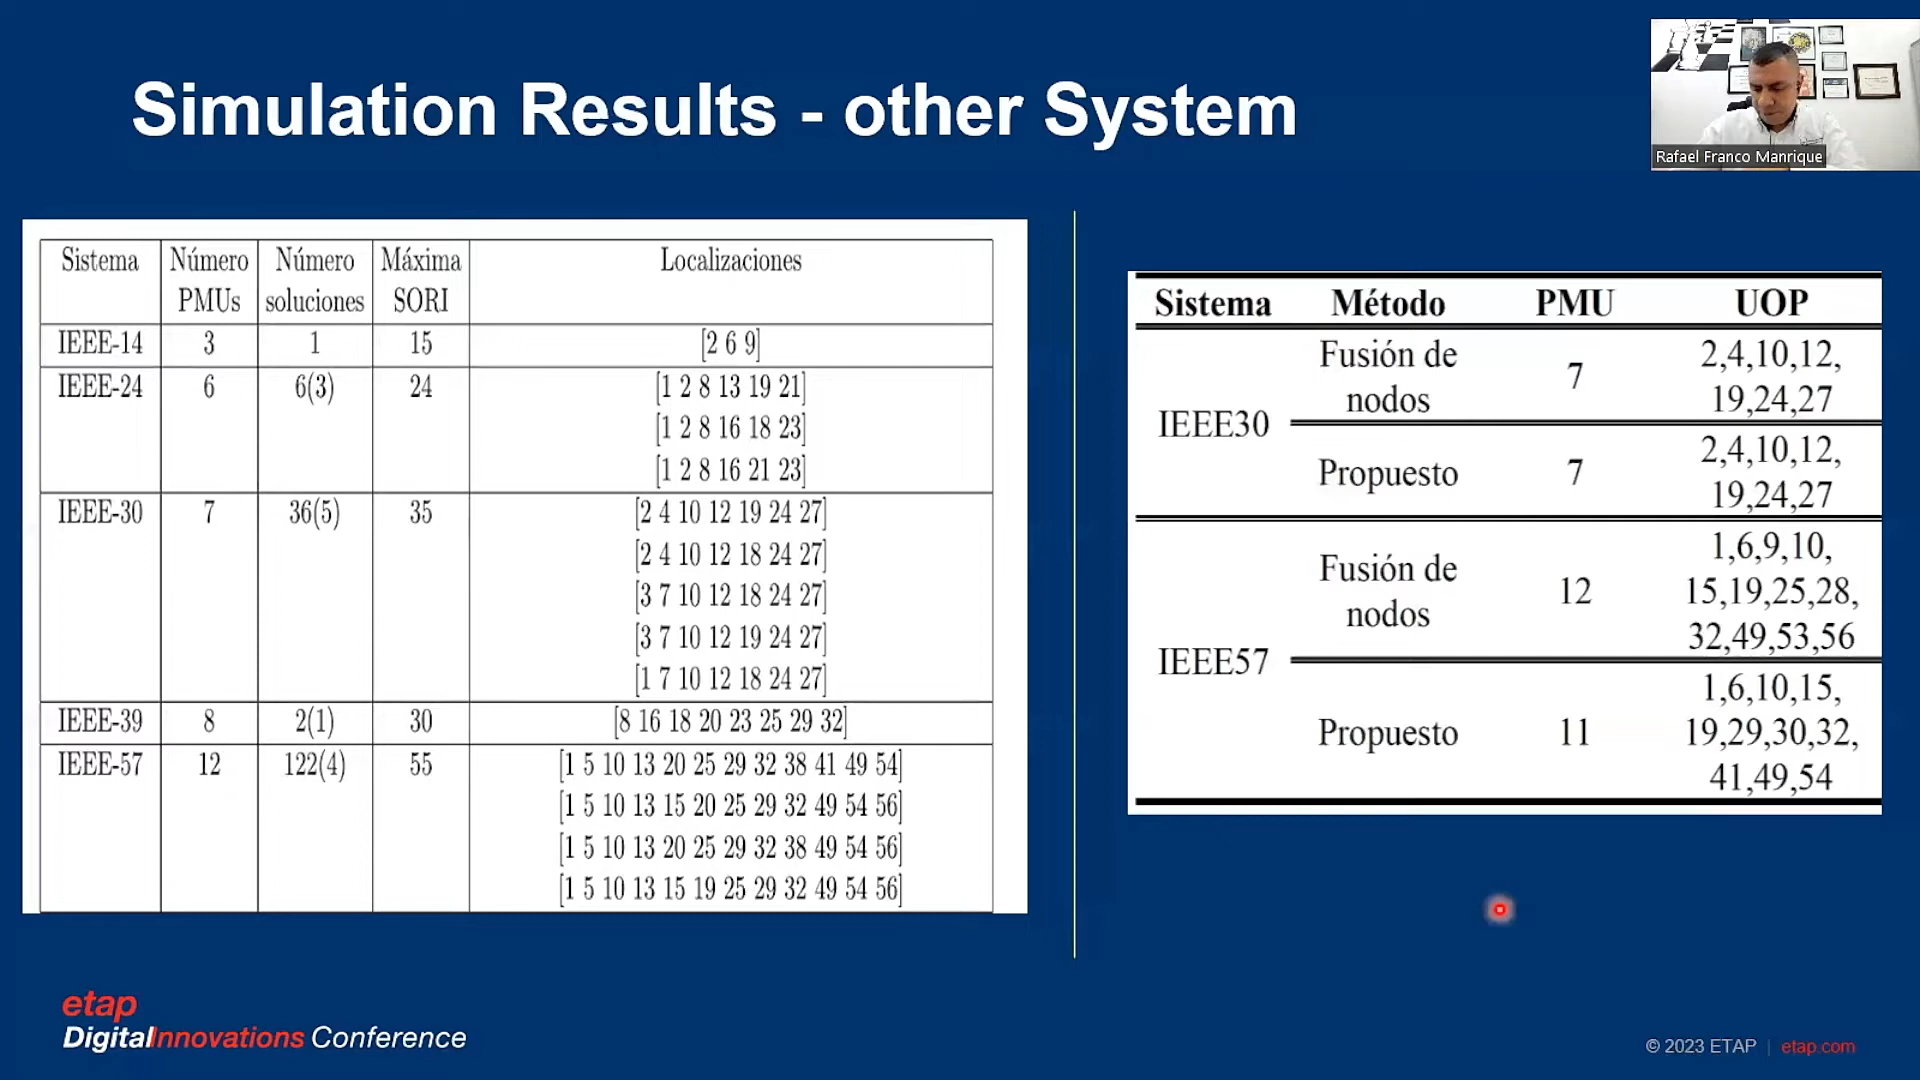 Simulation Results - other System
Rafael Franco Manrique
Sistema Número Número Máxima Localizaciones
PMUs soluciones SORI
IEEE-14 3 1 15 [2 6 9]
IEEE-24 6 6(3) 24 [1 2 8 13 19 21]
[1 2 8 16 18 23]
[1 2 8 16 21 23]
IEEE-30 7 36(5) 35 [2 4 10 12 19 24 27]
[2 4 10 12 18 24 27]
[3 7 10 12 18 24 27]
[3 7 10 12 19 24 27]
[1 7 10 12 18 24 27]
IEEE-39 8 2(1) 30 [8 16 18 20 23 25 29 32]
IEEE-57 12 122(4) 55 [1 5 10 13 20 25 29 32 38 41 49 54]
[1 5 10 13 15 20 25 29 32 49 54 56]
[1 5 10 13 20 25 29 32 38 49 54 56]
[1 5 10 13 15 19 25 29 32 49 54 56]
Sistema Método PMU UOP
IEEE30
Fusión de
nodos
7
2,4,10,12,
19,24,27
Propuesto
7
2,4,10,12,
19,24,27
IEEE57
Fusión de
nodos
12
1,6,9,10,
15,19,25,28,
32,49,53,56
Propuesto
11
1,6,10,15,
19,29,30,32,
41,49,54
etap
DigitalInnovations Conference
© 2023 ETAP | etap.com